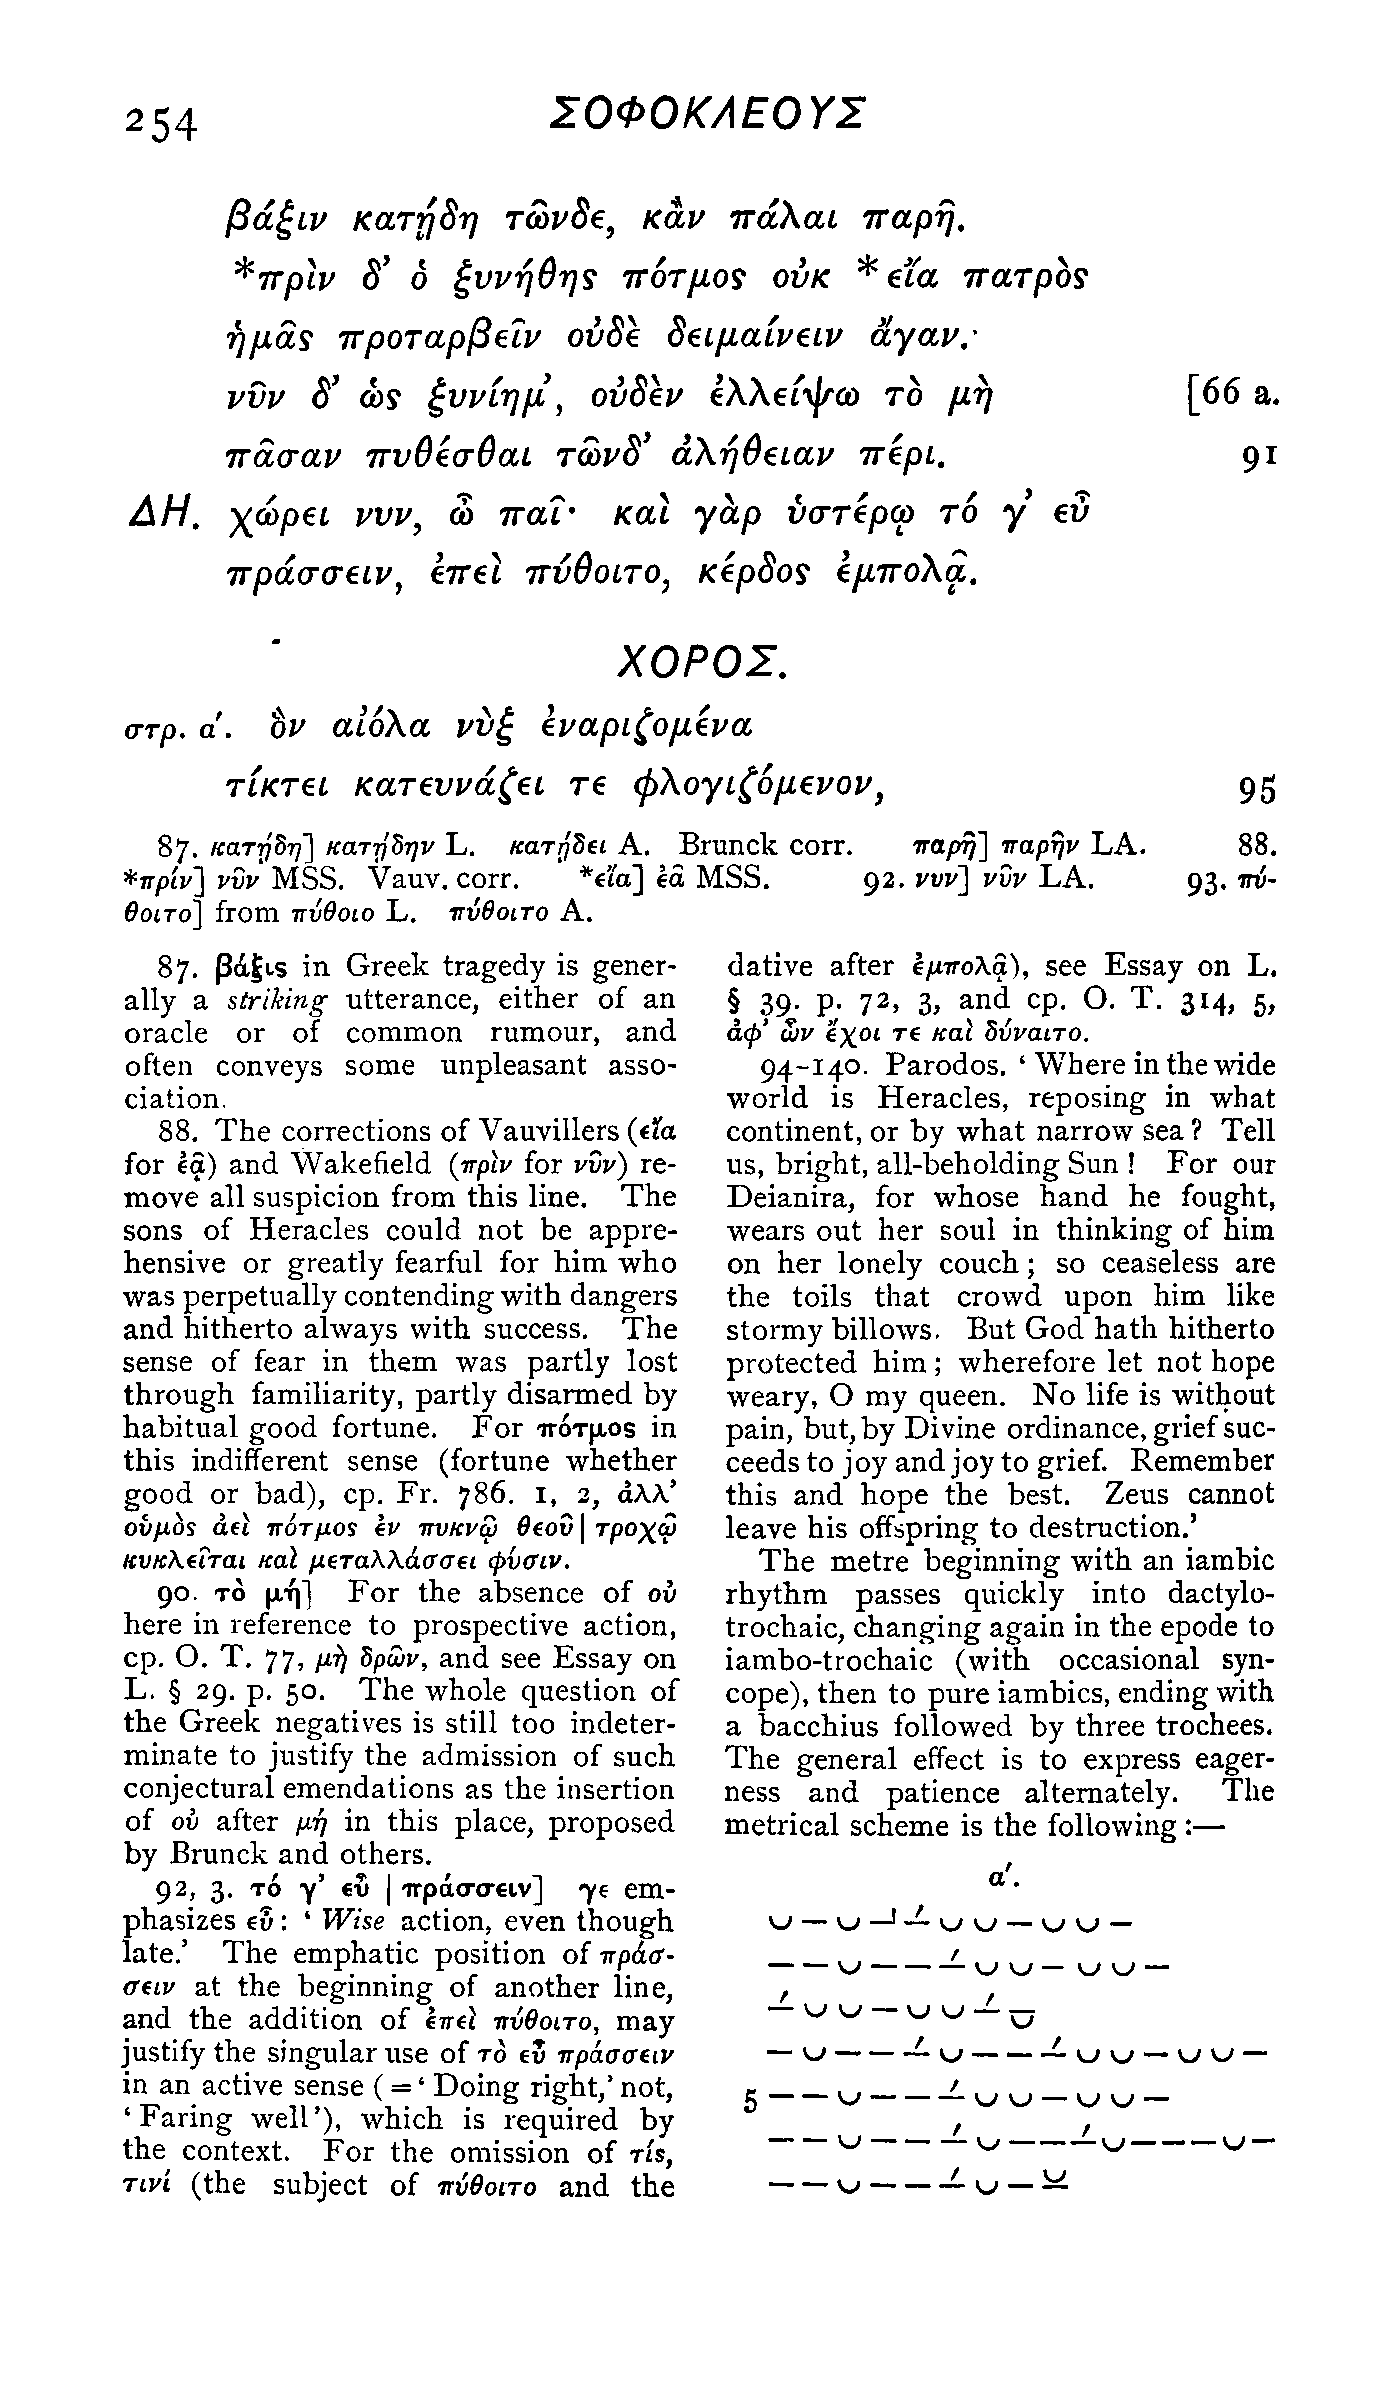 254 ΣΟΦΟΚΛΕΟΥΣ
βάξιν κατῄδη τῶνδε, κἂν πάλαι παρῆ.
*πρὶν δ’ ὁ ξυνήθης πότμος οὐκ *εἴα πατρὸς
ἡμᾶς προταρβεῖν οὐδὲ δειμαίνειν ἄγαν.
νῦν δ’ ὡς ξυνίημ’, οὐδὲν ἐλλείψω τὸ μὴ [66 a.
πᾶσαν πυθέσθαι τῶνδ’ ἀλήθειαν πέρι. 91
ΔΗ. χώρει νυν, ὦ παῖ· καὶ γὰρ ὑστέρῳ τό γ’ εὖ
πράσσειν, ἐπεὶ πύθοιτο, κέρδος ἐμπολᾷ.
ΧΟΡΟΣ.
στρ. α΄. ὃν αἰόλα νὺξ ἐναριζομένα
τίκτει κατευνάζει τε φλογιζόμενον, 95
87. κατῄδη] κατῄδην L. κατῄδει A. Brunck corr. παρῆ] παρῆν LA. 88.
*πρίν] νῦν MSS. Vauv. corr. *εἴα] ἐᾶ MSS. 92. νυν] νῦν LA. 93. πύ-
θοιτο] from πύθοιο L. πύθοιτο A.
87. βάξις in Greek tragedy is gener-
ally a striking utterance, either of an
oracle or of common rumour, and
often conveys some unpleasant asso-
ciation.
88. The corrections of Vauvillers (εἴα
for ἐᾷ) and Wakefield (πρὶν for νῦν) re-
move all suspicion from this line. The
sons of Heracles could not be appre-
hensive or greatly fearful for him who
was perpetually contending with dangers
and hitherto always with success. The
sense of fear in them was partly lost
through familiarity, partly disarmed by
habitual good fortune. For πότμος in
this indifferent sense (fortune whether
good or bad), cp. Fr. 786. 1, 2, ἀλλ’
οὑμὸς ἀεὶ πότμος ἐν πυκνῷ θεοῦ | τροχῷ
κυκλεῖται καὶ μεταλλάσσει φύσιν.
90. τὸ μή] For the absence of οὐ
here in reference to prospective action,
cp. O. T. 77, μὴ δρῶν, and see Essay on
L. § 29. p. 50. The whole question of
the Greek negatives is still too indeter-
minate to justify the admission of such
conjectural emendations as the insertion
of οὐ after μή in this place, proposed
by Brunck and others.
92, 3. τό γ’ εὖ | πράσσειν] γε em-
phasizes εὖ: ‘Wise action, even though
late.’ The emphatic position of πράσ-
σειν at the beginning of another line,
and the addition of ἐπεὶ πύθοιτο, may
justify the singular use of τὸ εὖ πράσσειν
in an active sense (=‘Doing right,’ not,
‘Faring well’), which is required by
the context. For the omission of τίς,
τινί (the subject of πύθοιτο and the
dative after ἐμπολᾷ), see Essay on L.
§ 39. p. 72, 3, and cp. O. T. 314, 5,
ἀφ’ ὧν ἔχοι τε καὶ δύναιτο.
94-140. Parodos. ‘Where in the wide
world is Heracles, reposing in what
continent, or by what narrow sea? Tell
us, bright, all-beholding Sun! For our
Deianira, for whose hand he fought,
wears out her soul in thinking of him
on her lonely couch; so ceaseless are
the toils that crowd upon him like
stormy billows. But God hath hitherto
protected him; wherefore let not hope
weary, O my queen. No life is without
pain, but, by Divine ordinance, grief suc-
ceeds to joy and joy to grief. Remember
this and hope the best. Zeus cannot
leave his offspring to destruction.’
The metre beginning with an iambic
rhythm passes quickly into dactylo-
trochaic, changing again in the epode to
iambo-trochaic (with occasional syn-
cope), then to pure iambics, ending with
a bacchius followed by three trochees.
The general effect is to express eager-
ness and patience alternately. The
metrical scheme is the following:—
α΄.
⏑ – ⏑ –́ –́ ⏑ ⏑ – ⏑ ⏑ –
– – ⏑ – – –́ ⏑ ⏑ – ⏑ ⏑ –
–́ ⏑ ⏑ – ⏑ ⏑ –́ ⏓
– ⏑ – – –́ ⏑ – – –́ ⏑ ⏑ – ⏑ ⏑ –
5 – – ⏑ – – –́ ⏑ ⏑ – ⏑ ⏑ –
– – ⏑ – – –́ ⏑ – – –́ ⏑ – – – ⏑ –
– – ⏑ – – –́ ⏑ – ⏓